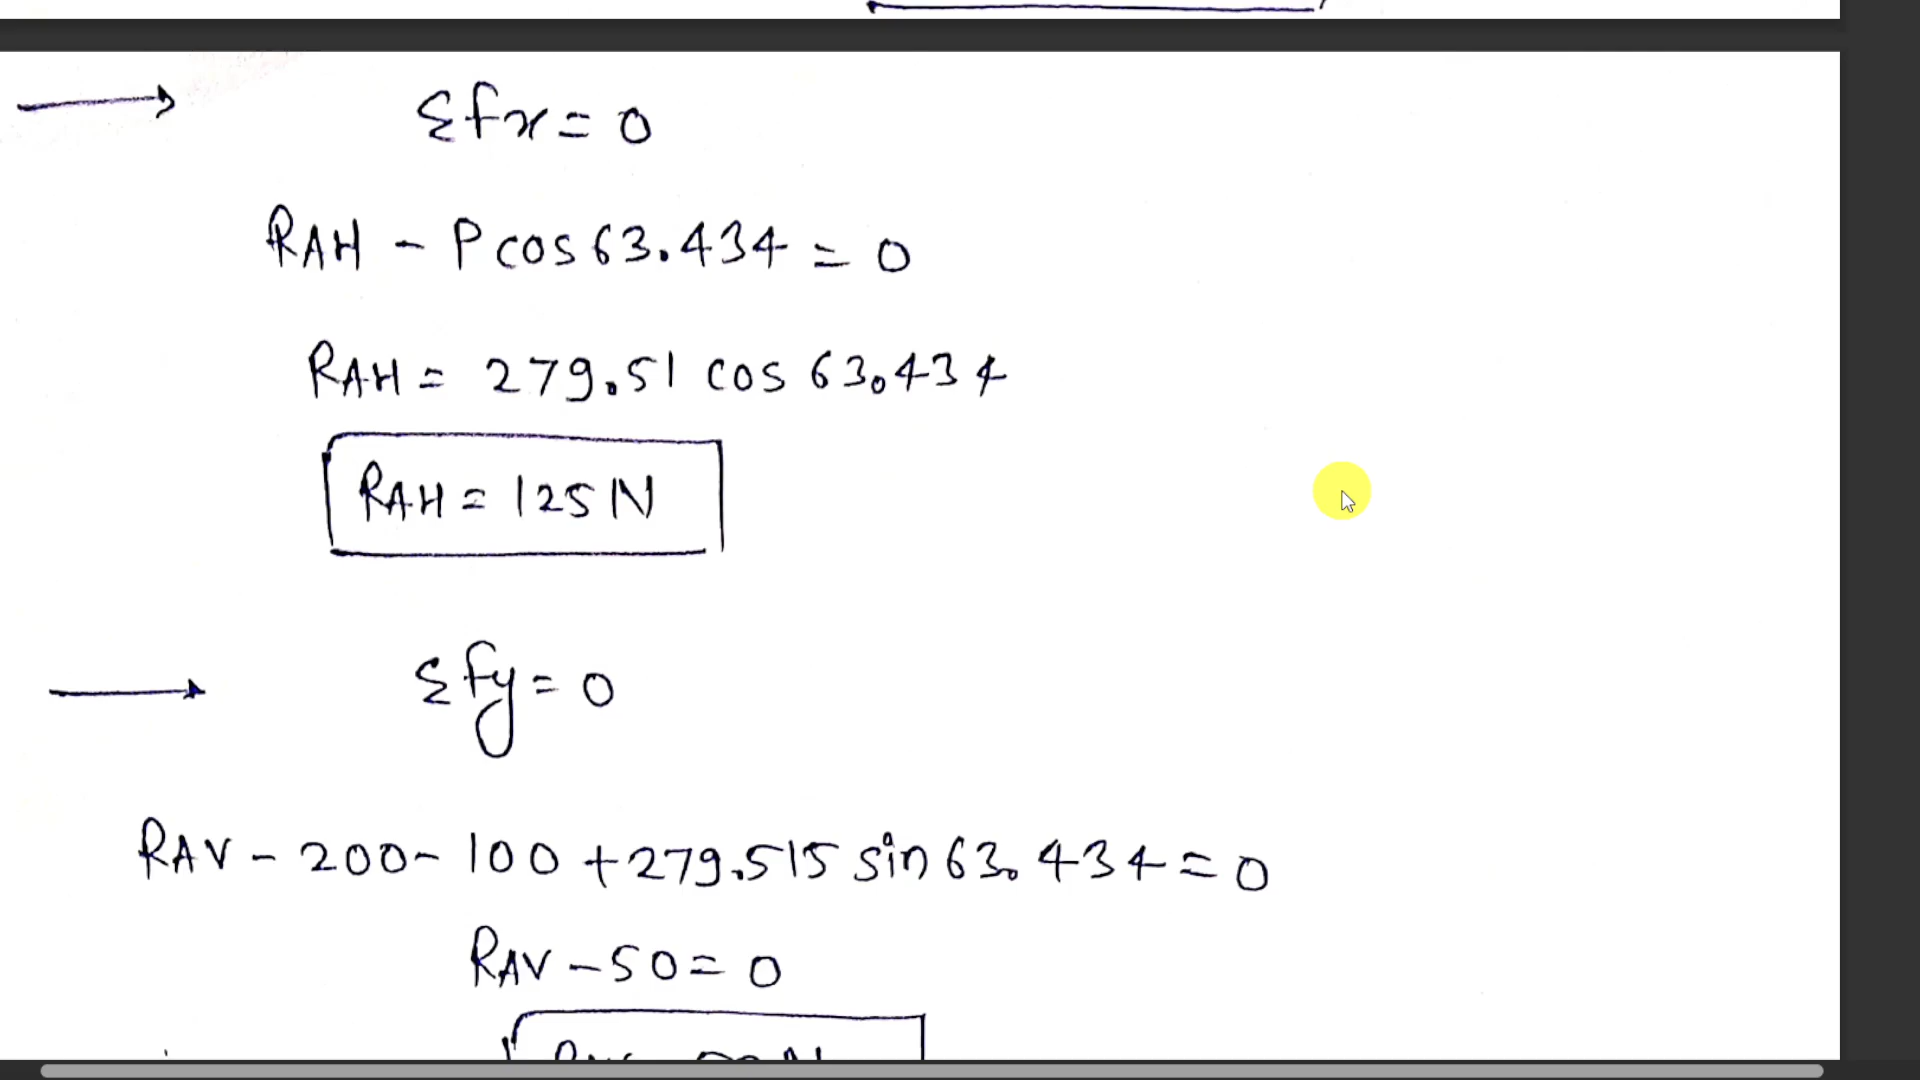 Σfx = 0
RAH - P cos 63.434 = 0
RAH = 279.51 cos 63.434
RAH = 125 N
Σfy = 0
RAV - 200 - 100 + 279.515 sin 63.434 = 0
RAV - 50 = 0